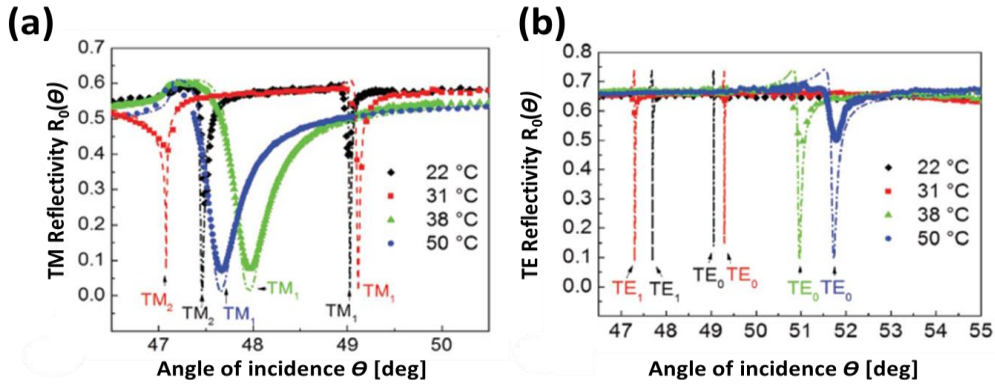 (a)
TM Reflectivity R₀(Θ)
0.7
0.6
0.5
0.4
0.3
0.2
0.1
0.0
22 °C
31 °C
38 °C
50 °C
TM₂
TM₂
TM₁
TM₁
TM₁
TM₁
47
48
49
50
Angle of incidence Θ [deg]
(b)
TE Reflectivity R₀(Θ)
0.8
0.7
0.6
0.5
0.4
0.3
0.2
0.1
0.0
22 °C
31 °C
38 °C
50 °C
TE₁
TE₁
TE₀
TE₀
TE₀
TE₀
47
48
49
50
51
52
53
54
55
Angle of incidence Θ [deg]